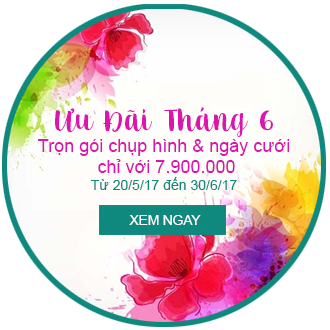 Ưu Đãi Tháng 6
Trọn gói chụp hình & ngày cưới
chỉ với 7.900.000
Từ 20/5/17 đến 30/6/17
XEM NGAY